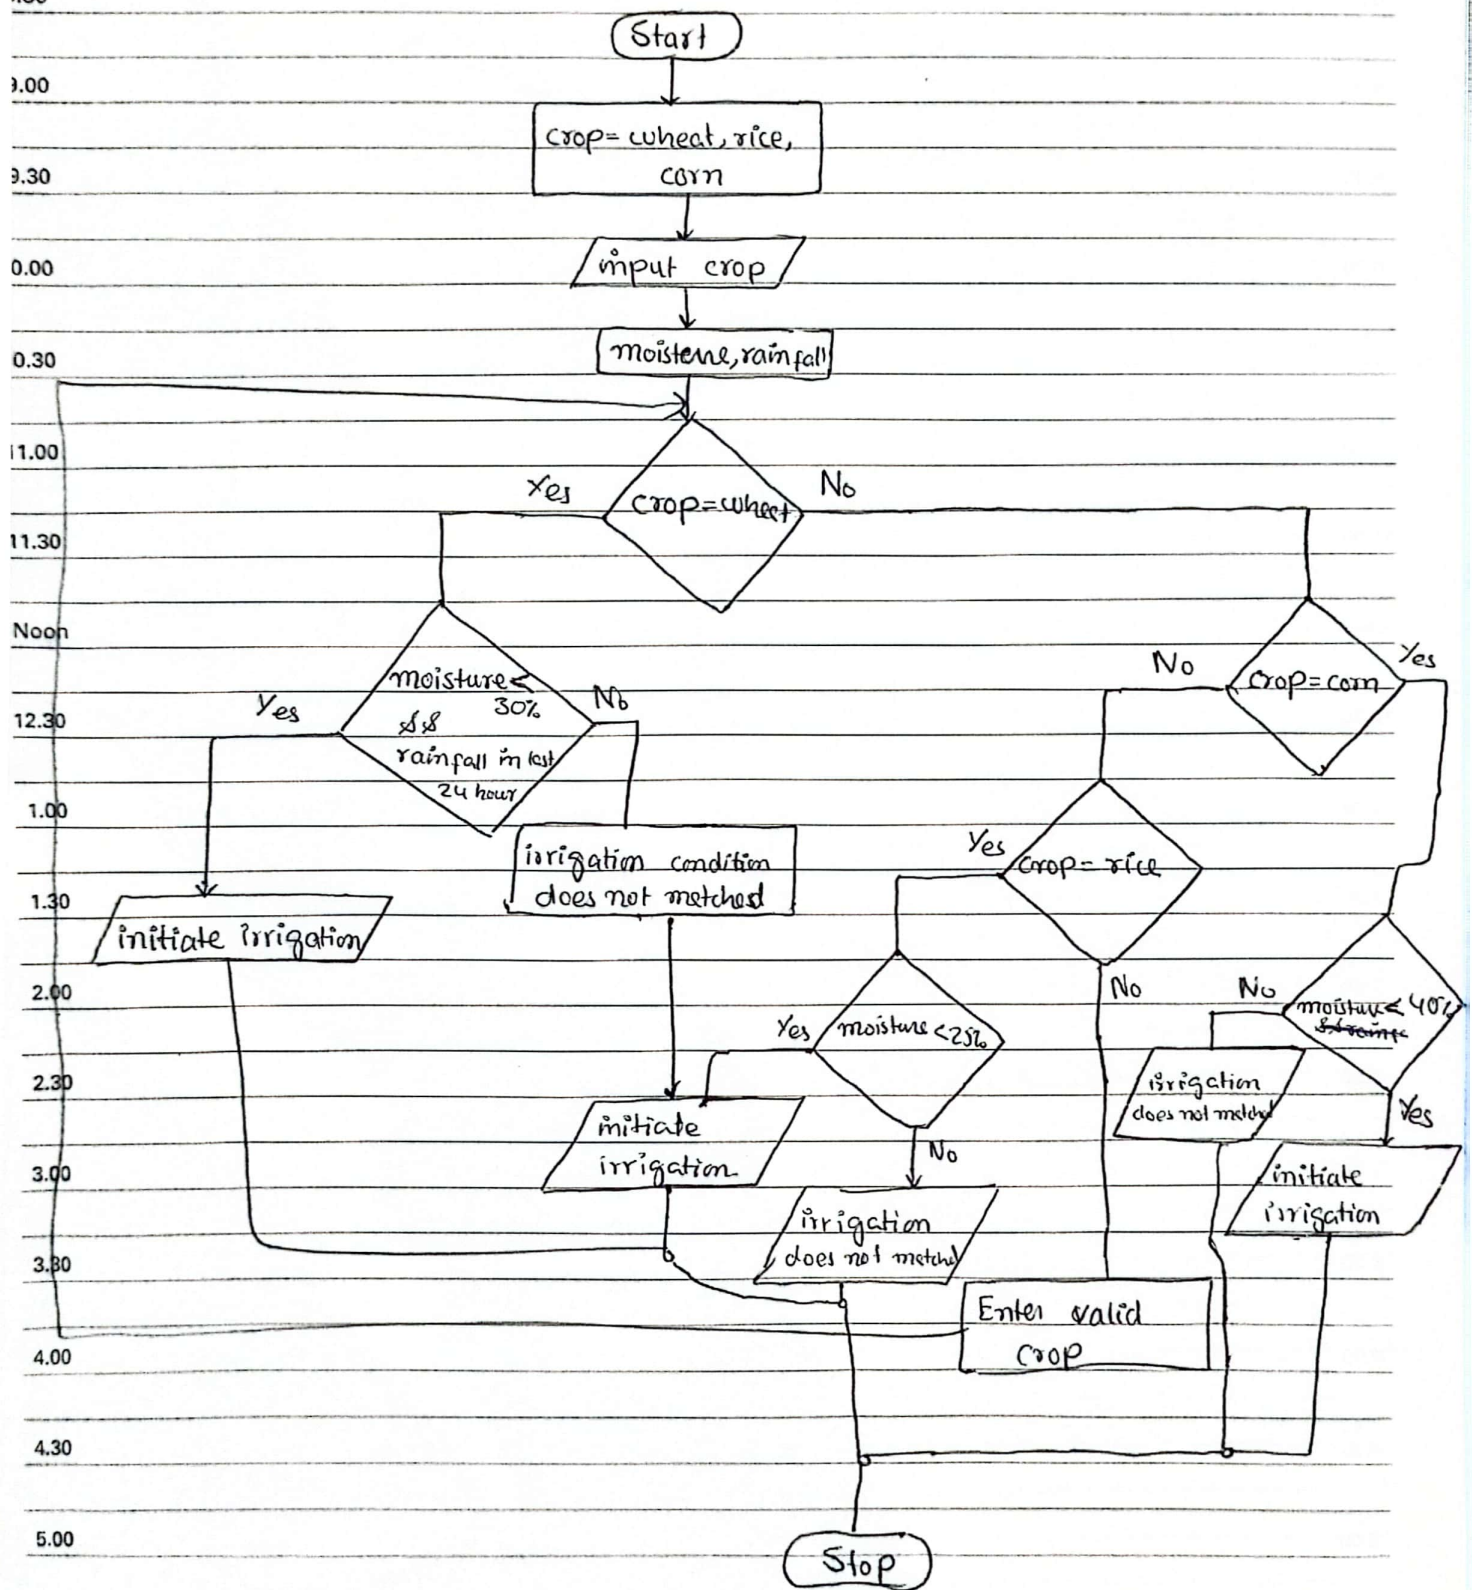 Start
9.00
crop= wheat, rice,
corn
9.30
input crop
0.00
moisterre, rainfall
0.30
11.00
Yes
No
crop=wheat
11.30
Noon
No
Yes
crop=corn
moisture<
30%
No
Yes
&&
rainfall in last
24 hour
12.30
1.00
irrigation condition
does not metched
Yes
crop=rice
1.30
initiate irrigation
2.00
No
No
moisture< 40%
Yes
moisture<25%
2.30
irrigation
does not metched
Yes
initiate
irrigation
No
3.00
initiate
irrigation
irrigation
does not metched
3.30
Enter valid
crop
4.00
4.30
5.00
Stop